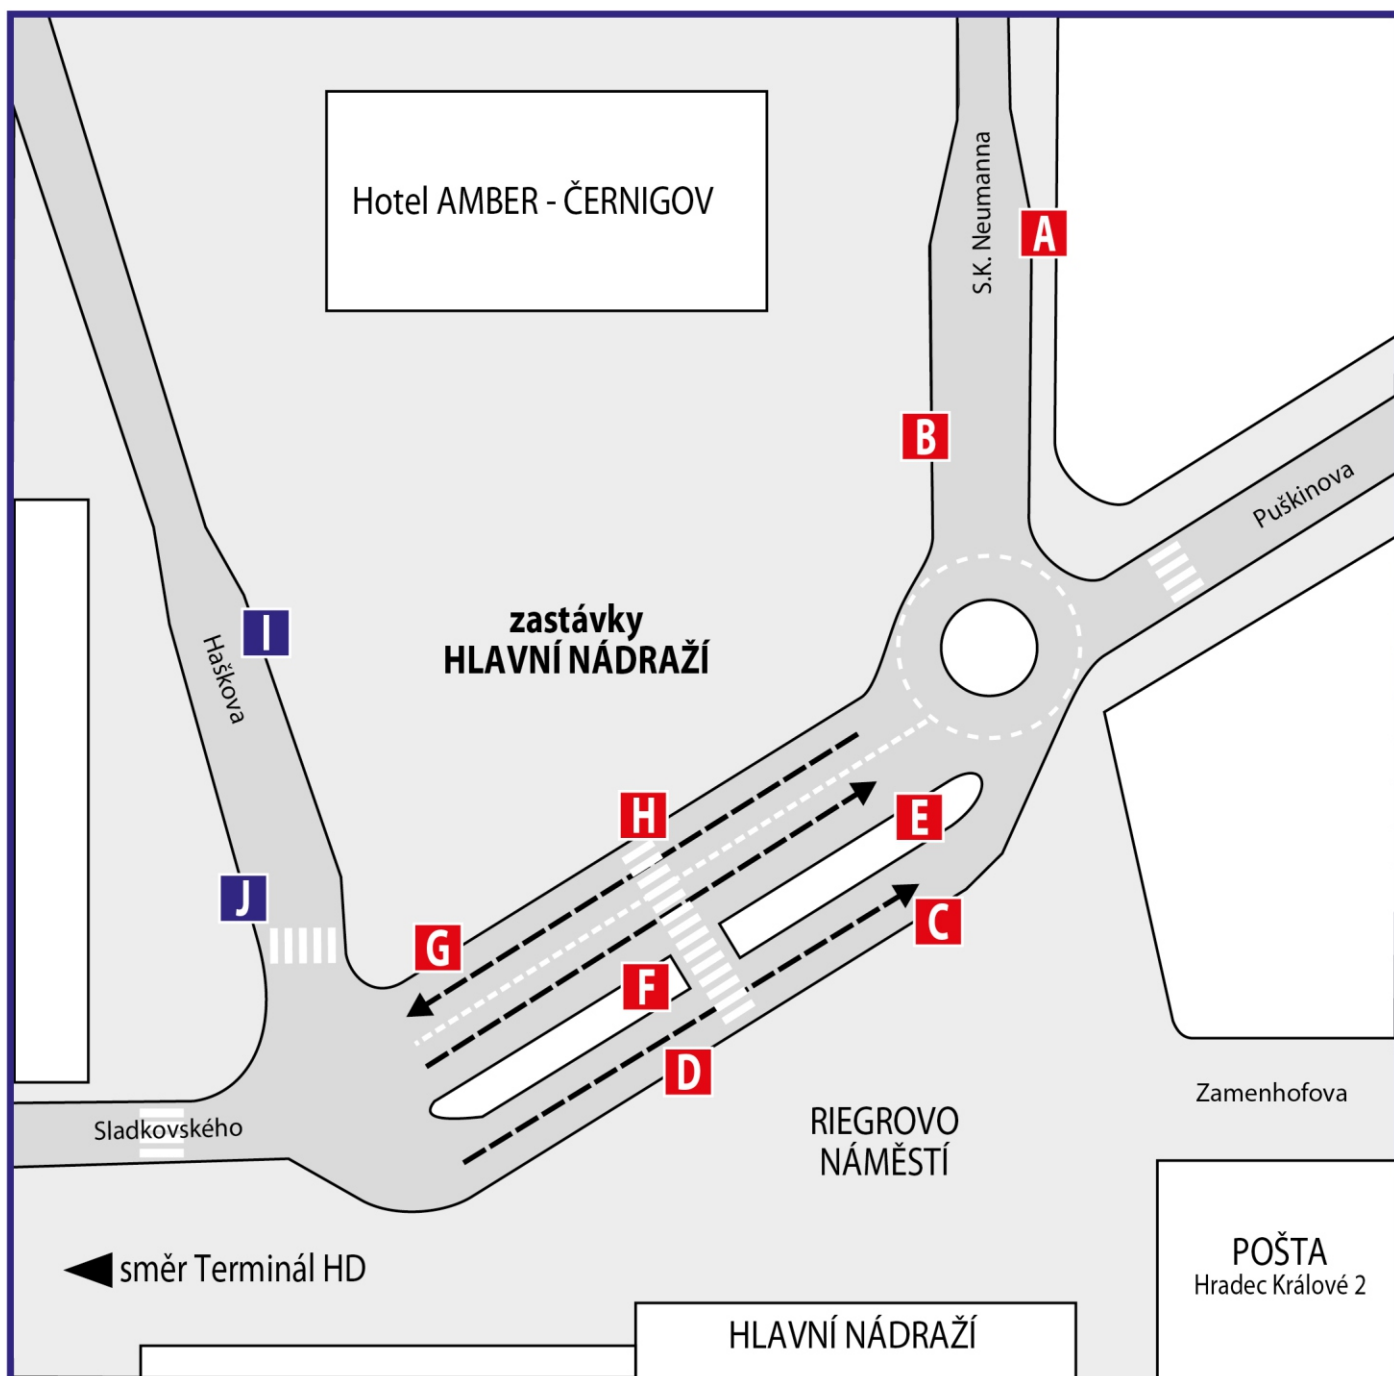 Hotel AMBER - ČERNIGOV
S.K. Neumanna
A
B
Puškinova
I
zastávky
HLAVNÍ NÁDRAŽÍ
Haškova
H
E
J
G
C
F
D
Zamenhofova
Sladkovského
RIEGROVO
NÁMĚSTÍ
směr Terminál HD
POŠTA
Hradec Králové 2
HLAVNÍ NÁDRAŽÍ